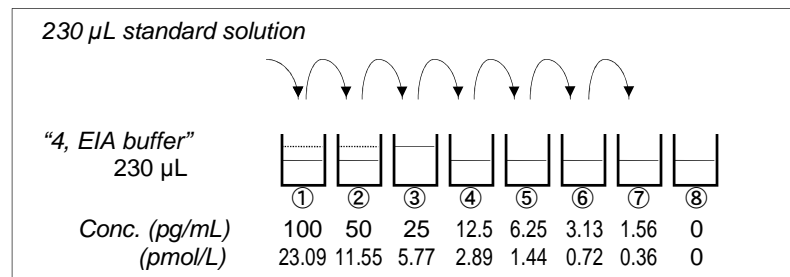 230 µL standard solution
“4, EIA buffer”
230 µL
① ② ③ ④ ⑤ ⑥ ⑦ ⑧
Conc. (pg/mL) 100 50 25 12.5 6.25 3.13 1.56 0
(pmol/L) 23.09 11.55 5.77 2.89 1.44 0.72 0.36 0